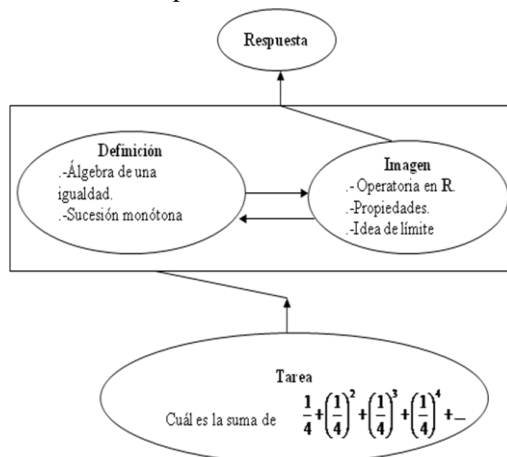 Respuesta
Definición
.-Álgebra de una
igualdad.
.-Sucesión monótona
Imagen
.- Operatoria en R.
.-Propiedades.
.-Idea de límite
Tarea
Cuál es la suma de 1/4+(1/4)^2+(1/4)^3+(1/4)^4+...